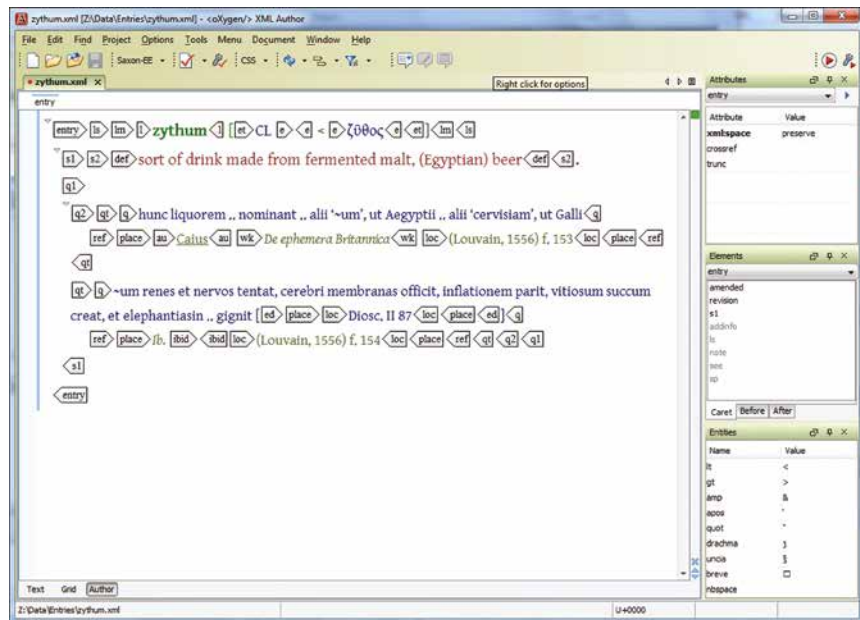 zythum.xml [Z:\Data\Entries\zythum.xml] - <oXygen/> XML Author
File Edit Find Project Options Tools Menu Document Window Help
Saxon-EE CSS
zythum.xml Right click for options
entry
entry ls lm l zythum l [ et CL e e < e ζῦθος e et ] lm ls
s1 s2 def sort of drink made from fermented malt, (Egyptian) beer def s2 .
q1
q2 qt q hunc liquorem .. nominant .. alii '~um', ut Aegyptii .. alii 'cervisiam', ut Galli q
ref place au Caius au wk De ephemera Britannica wk loc (Louvain, 1556) f. 153 loc place ref
qt
qt q ~um renes et nervos tentat, cerebri membranas officit, inflationem parit, vitiosum succum
creat, et elephantiasin .. gignit [ ed place loc Diosc, II 87 loc place ed ] q
ref place Ib. ibid ibid loc (Louvain, 1556) f. 154 loc place ref qt q2 q1
s1
entry
Text Grid Author
Z:\Data\Entries\zythum.xml U+0000
Attributes
entry
Attribute Value
xml:space preserve
crossref
trunc
Elements
entry
amended
revision
s1
addinfo
ls
note
see
sp
Caret Before After
Entities
Name Value
lt <
gt >
amp &
apos '
quot "
drachma
uncia
breve
nbspace